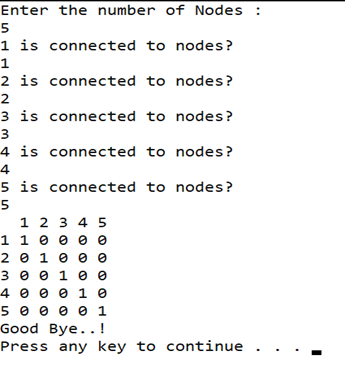 Enter the number of Nodes :
5
1 is connected to nodes?
1
2 is connected to nodes?
2
3 is connected to nodes?
3
4 is connected to nodes?
4
5 is connected to nodes?
5
  1 2 3 4 5
1 1 0 0 0 0
2 0 1 0 0 0
3 0 0 1 0 0
4 0 0 0 1 0
5 0 0 0 0 1
Good Bye..!
Press any key to continue . . .